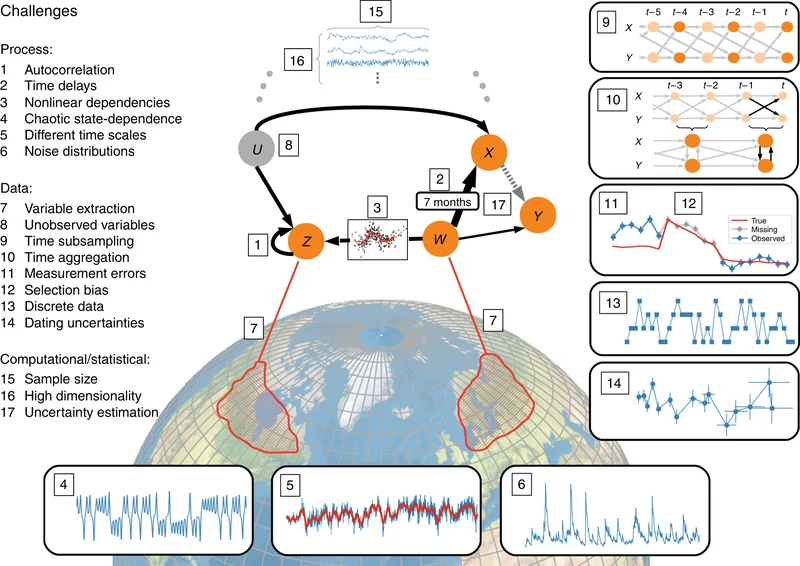 Challenges
Process:
1 Autocorrelation
2 Time delays
3 Nonlinear dependencies
4 Chaotic state-dependence
5 Different time scales
6 Noise distributions
Data:
7 Variable extraction
8 Unobserved variables
9 Time subsampling
10 Time aggregation
11 Measurement errors
12 Selection bias
13 Discrete data
14 Dating uncertainties
Computational/statistical:
15 Sample size
16 High dimensionality
17 Uncertainty estimation
15
16
U
8
X
2
7 months
17
Y
3
1
Z
W
7
7
9
t–5 t–4 t–3 t–2 t–1 t
X
Y
10
t–3 t–2 t–1 t
X
Y
X
Y
11
12
True
Missing
Observed
13
14
4
5
6